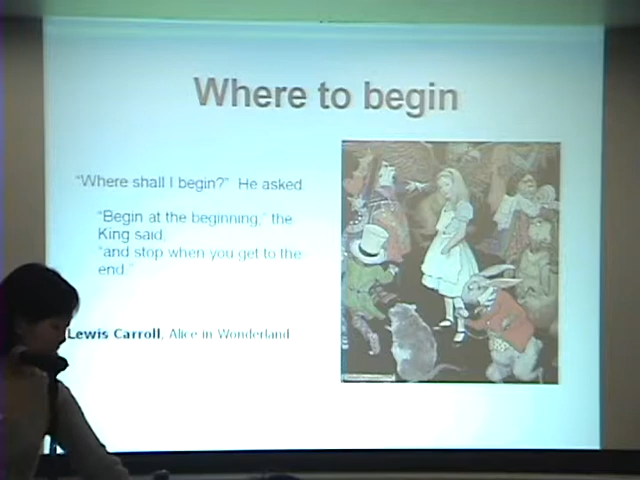 Where to begin
"Where shall I begin?" He asked.
"Begin at the beginning," the
King said,
"and stop when you get to the
end."
Lewis Carroll, Alice in Wonderland